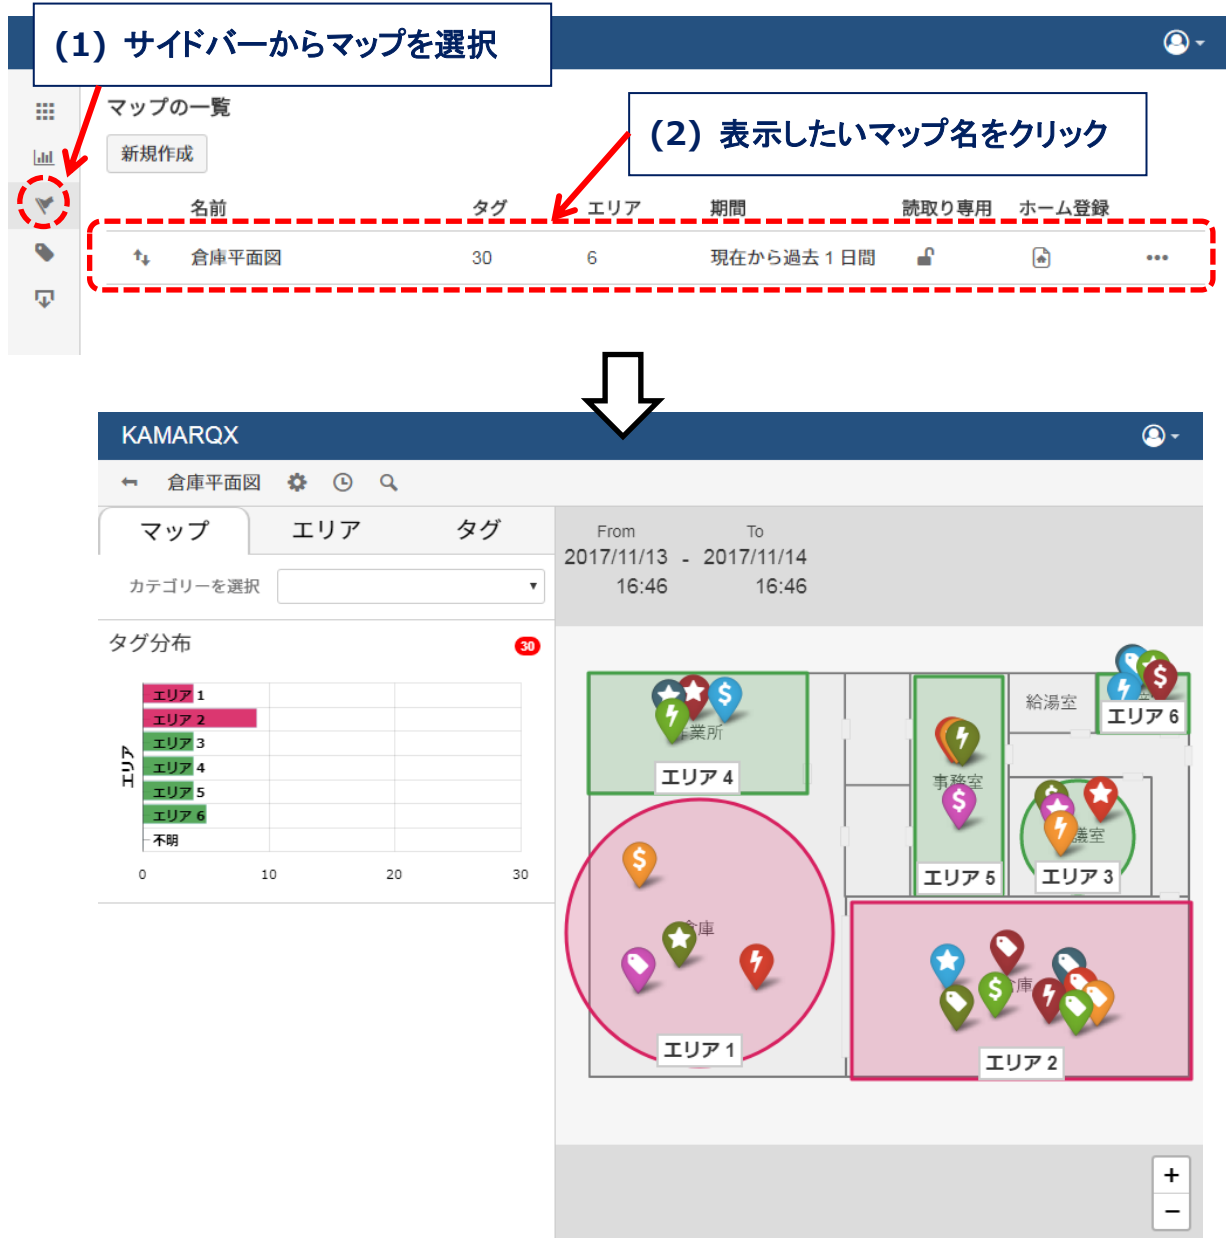 (1) サイドバーからマップを選択
マップの一覧
新規作成
(2) 表示したいマップ名をクリック
名前 タグ エリア 期間 読取り専用 ホーム登録
倉庫平面図 30 6 現在から過去 1 日間
KAMARQX
倉庫平面図
マップ エリア タグ
カテゴリーを選択
From To
2017/11/13 - 2017/11/14
16:46 16:46
タグ分布 30
エリア
エリア 1
エリア 2
エリア 3
エリア 4
エリア 5
エリア 6
不明
0 10 20 30
給湯室
エリア 6
業所
エリア 4
事務室
議室
エリア 5
エリア 3
倉庫
エリア 1
倉庫
エリア 2
+
−